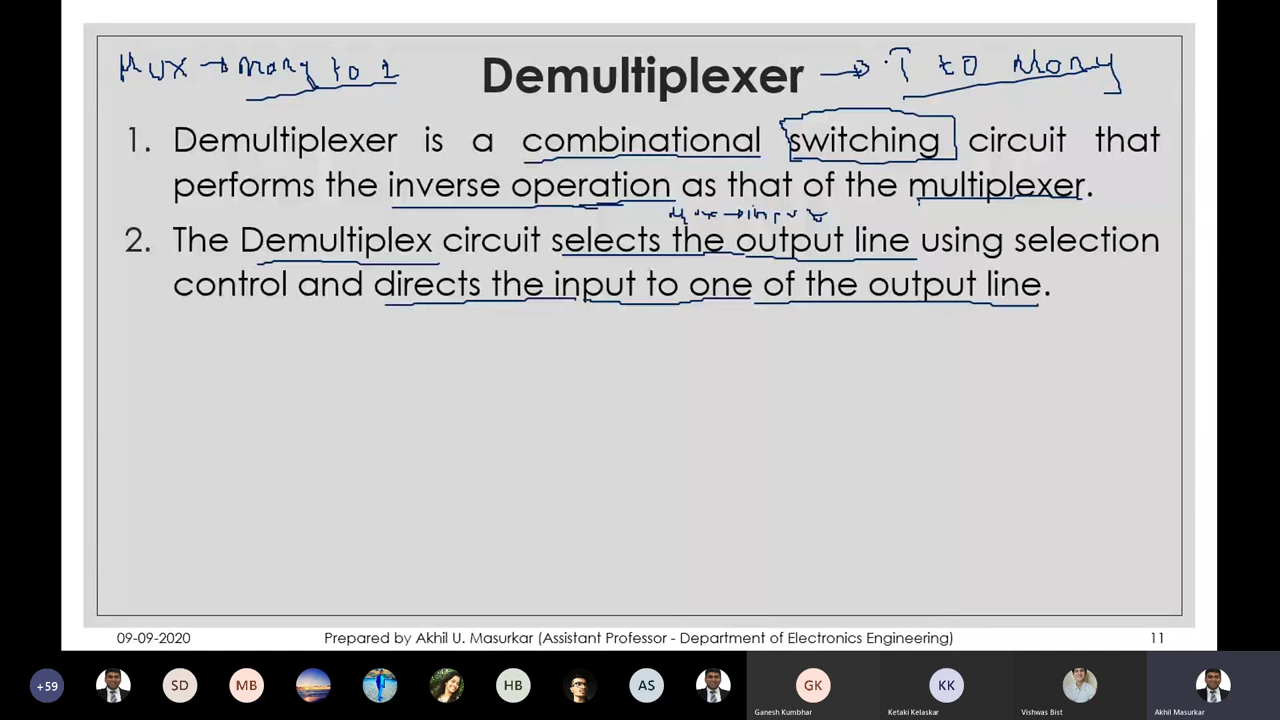 MUX → Many to 1
Demultiplexer → 1 to Many
1. Demultiplexer is a combinational switching circuit that
performs the inverse operation as that of the multiplexer.
Mux → input
2. The Demultiplex circuit selects the output line using selection
control and directs the input to one of the output line.
09-09-2020 Prepared by Akhil U. Masurkar (Assistant Professor - Department of Electronics Engineering) 11
+59 SD MB HB AS GK KK
Ganesh Kumbhar Ketaki Kelaskar Vishwas Bist Akhil Masurkar